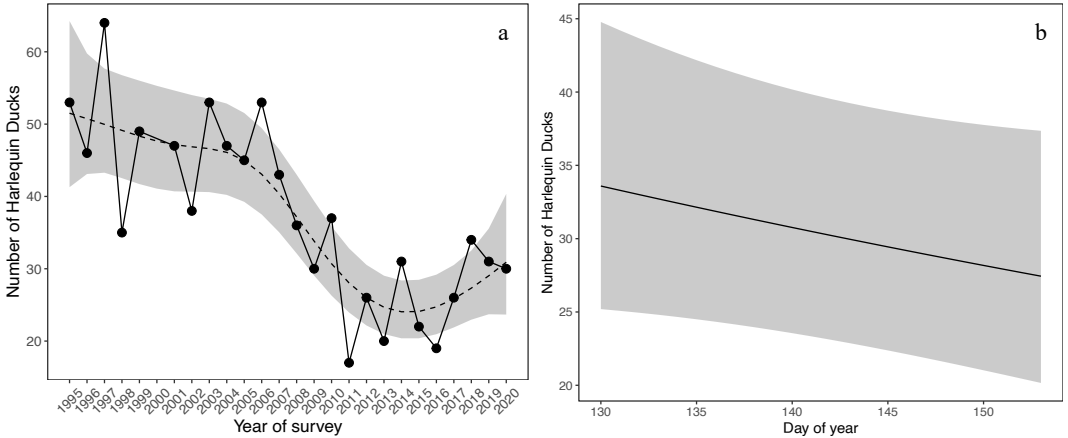 a
Number of Harlequin Ducks
60
50
40
30
20
1995 1996 1997 1998 1999 2000 2001 2002 2003 2004 2005 2006 2007 2008 2009 2010 2011 2012 2013 2014 2015 2016 2017 2018 2019 2020
Year of survey
b
Number of Harlequin Ducks
45
40
35
30
25
20
130 135 140 145 150
Day of year